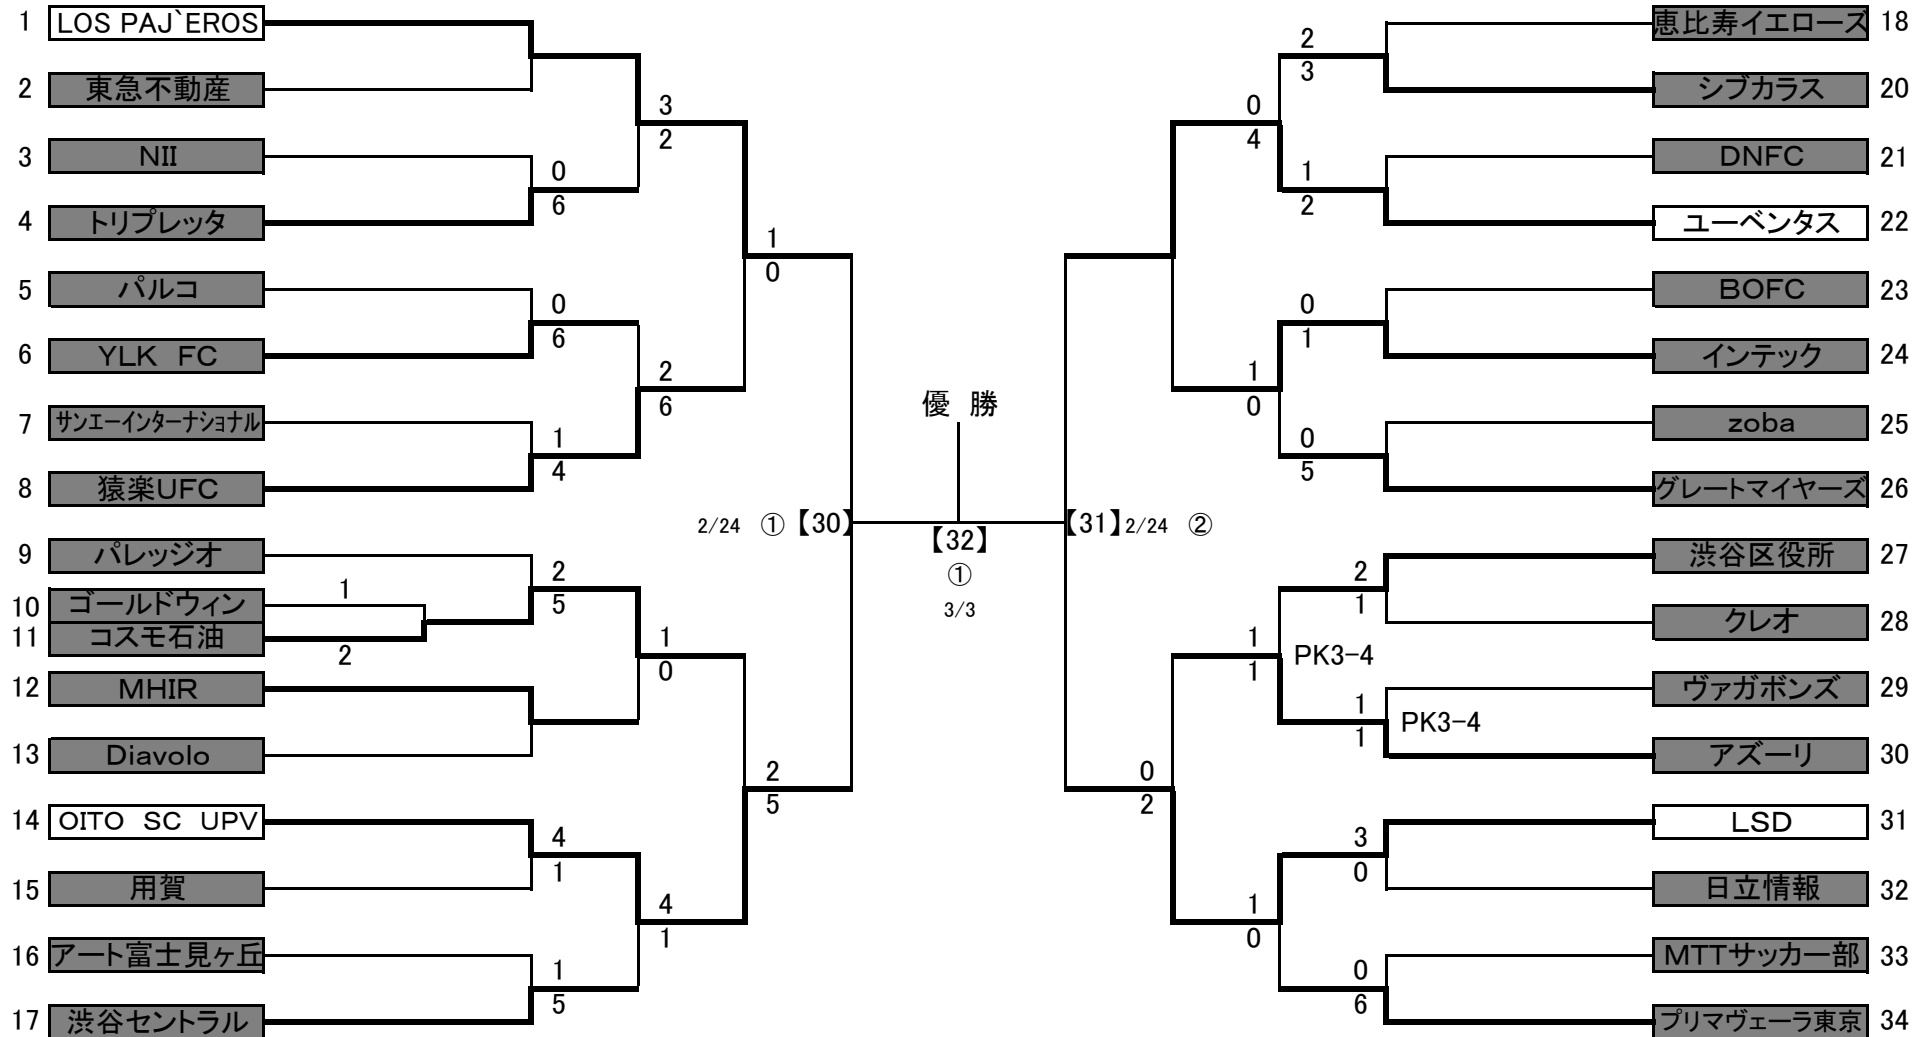 1 LOS PAJ`EROS
2 東急不動産
3 NII
4 トリプレッタ
5 パルコ
6 YLK FC
7 サンエーインターナショナル
8 猿楽UFC
9 パレッジオ
10 ゴールドウィン
11 コスモ石油
12 MHIR
13 Diavolo
14 OITO SC UPV
15 用賀
16 アート富士見ヶ丘
17 渋谷セントラル
0
6
0
6
1
4
1
2
2
5
4
1
1
5
3
2
2
6
1
0
4
1
1
0
2
5
2/24 ①【30】
優 勝
【32】
①
3/3
【31】2/24 ②
0
2
0
4
1
0
1
1
PK3-4
1
0
2
3
1
2
0
1
0
5
2
1
1
1
PK3-4
3
0
0
6
恵比寿イエローズ 18
シブカラス 20
DNFC 21
ユーベンタス 22
BOFC 23
インテック 24
zoba 25
グレートマイヤーズ 26
渋谷区役所 27
クレオ 28
ヴァガボンズ 29
アズーリ 30
LSD 31
日立情報 32
MTTサッカー部 33
プリマヴェーラ東京 34